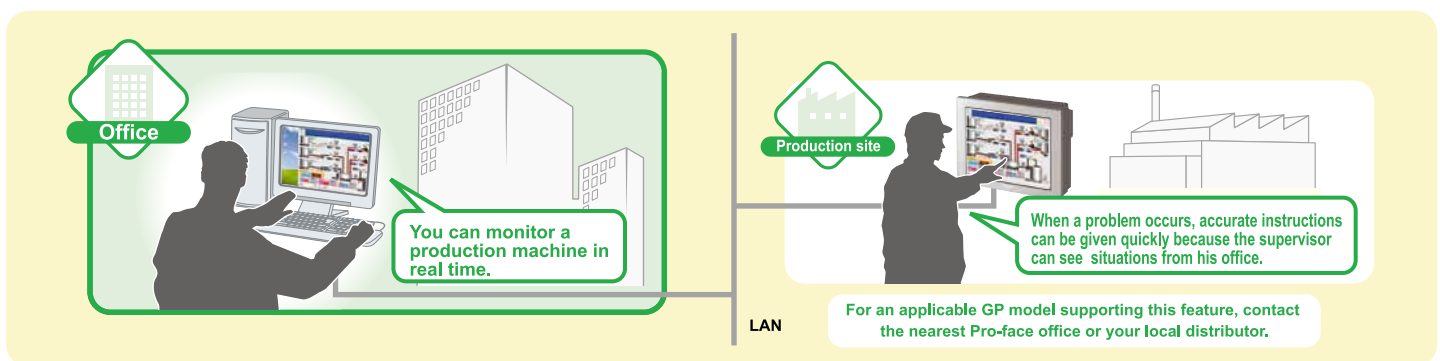 Office
You can monitor a
production machine in
real time.
Production site
When a problem occurs, accurate instructions
can be given quickly because the supervisor
can see situations from his office.
LAN
For an applicable GP model supporting this feature, contact
the nearest Pro-face office or your local distributor.